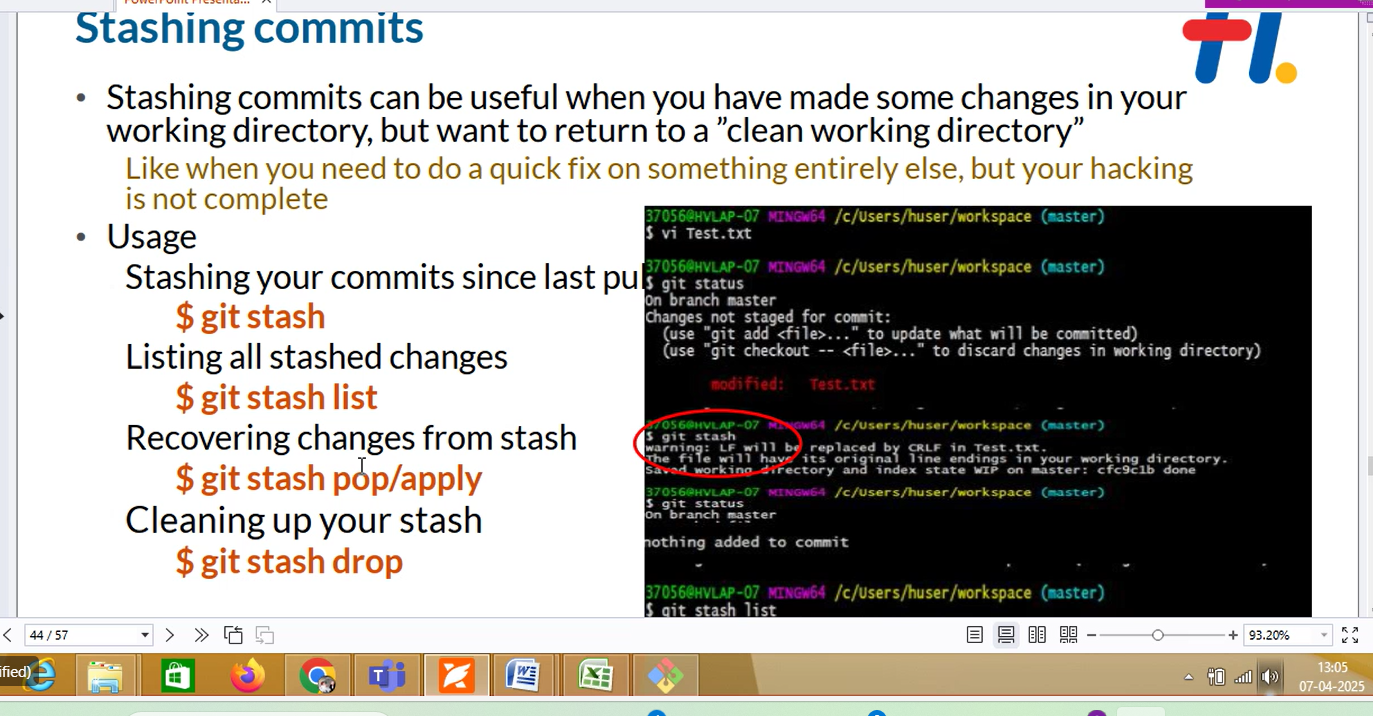 PowerPoint Presenta...
Stashing commits
• Stashing commits can be useful when you have made some changes in your
working directory, but want to return to a ”clean working directory”
Like when you need to do a quick fix on something entirely else, but your hacking
is not complete
• Usage
Stashing your commits since last pul
$ git stash
Listing all stashed changes
$ git stash list
Recovering changes from stash
$ git stash pop/apply
Cleaning up your stash
$ git stash drop
37056@HVLAP-07 MINGW64 /c/Users/huser/workspace (master)
$ vi Test.txt
37056@HVLAP-07 MINGW64 /c/Users/huser/workspace (master)
$ git status
On branch master
Changes not staged for commit:
(use "git add <file>..." to update what will be committed)
(use "git checkout -- <file>..." to discard changes in working directory)
modified: Test.txt
37056@HVLAP-07 MINGW64 /c/Users/huser/workspace (master)
$ git stash
warning: LF will be replaced by CRLF in Test.txt.
The file will have its original line endings in your working directory.
Saved working directory and index state WIP on master: cfc9c1b done
37056@HVLAP-07 MINGW64 /c/Users/huser/workspace (master)
$ git status
On branch master
nothing added to commit
37056@HVLAP-07 MINGW64 /c/Users/huser/workspace (master)
$ git stash list
44 / 57
93.20%
ified)
13:05
07-04-2025